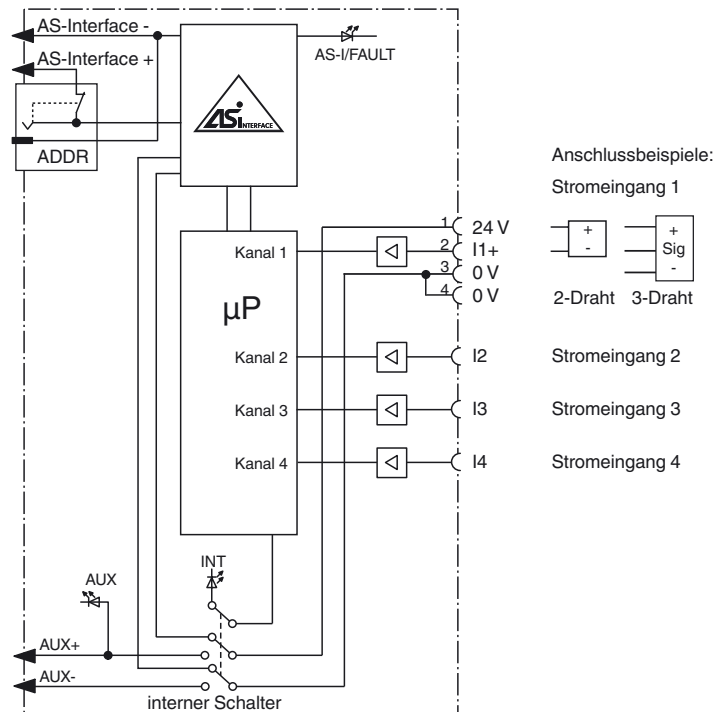 AS-Interface -
AS-Interface +
AS-I/FAULT
ASi INTERFACE
ADDR
Anschlussbeispiele:
Stromeingang 1
1 24 V
Kanal 1 2 I1+
3 0 V
4 0 V
+
-
+
Sig
-
2-Draht 3-Draht
µP
Kanal 2 I2 Stromeingang 2
Kanal 3 I3 Stromeingang 3
Kanal 4 I4 Stromeingang 4
INT
AUX
AUX+
AUX-
interner Schalter